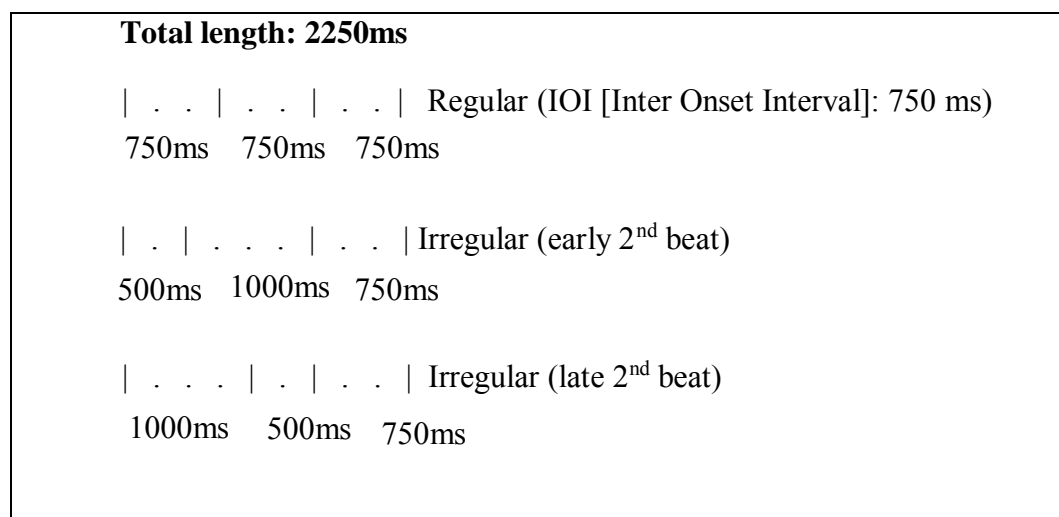 Total length: 2250ms
| . . | . . | . . | Regular (IOI [Inter Onset Interval]: 750 ms)
750ms 750ms 750ms
| . | . . . | . . | Irregular (early 2nd beat)
500ms 1000ms 750ms
| . . . | . | . . | Irregular (late 2nd beat)
1000ms 500ms 750ms